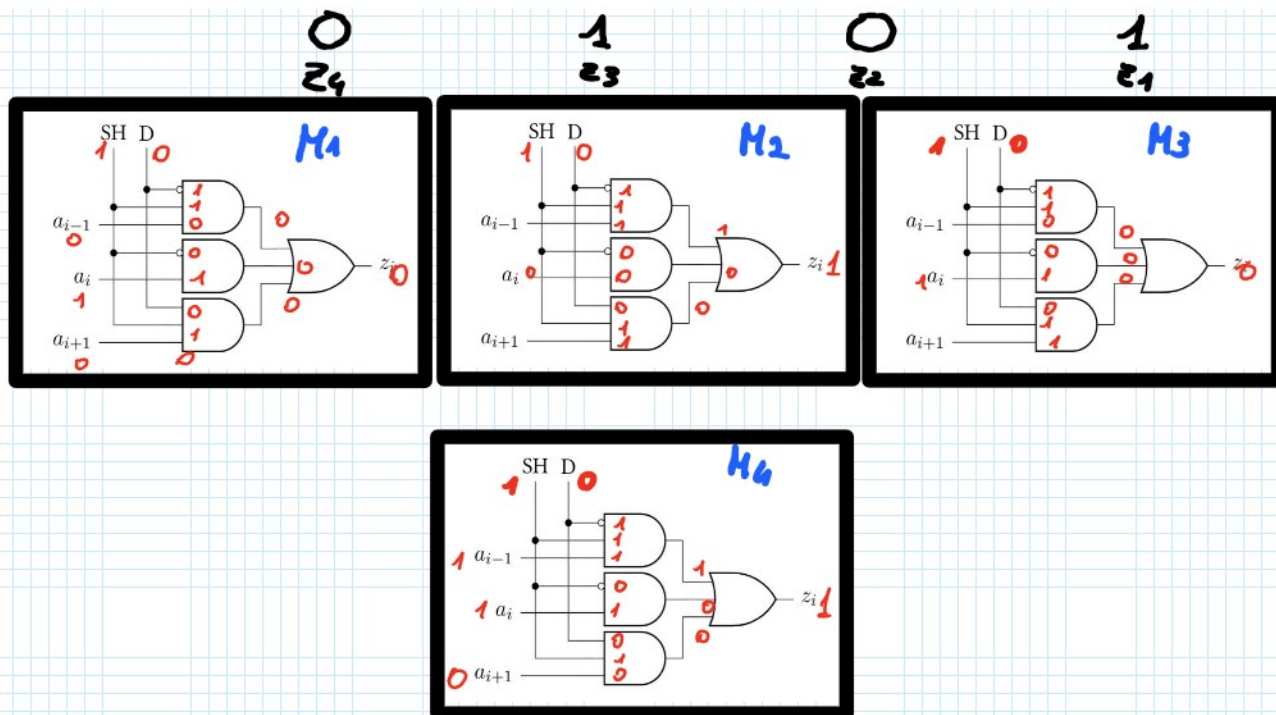 0 1 0 1
z4 z3 z2 z1
M1
SH D
1 0
1
1
a_{i-1} 0
0
0
0
a_i 1
0
z_i 0
1
0
0
1
a_{i+1} 0
0
M2
SH D
1 0
1
1
a_{i-1} 1
1
0
a_i 0 0
0
z_i 1
0
0
1
a_{i+1} 1
M3
SH D
1 0
1
1
a_{i-1} 0
0
0
0
1 a_i 1
0
z_i 0
0
1
a_{i+1} 1
M4
SH D
1 0
1
1
1 a_{i-1} 1
1
0
1 a_i 1
0
z_i 1
0
0
1
0 a_{i+1} 0